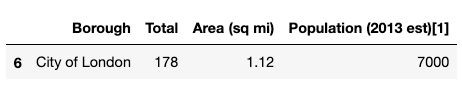 Borough Total Area (sq mi) Population (2013 est)[1]
6 City of London 178 1.12 7000